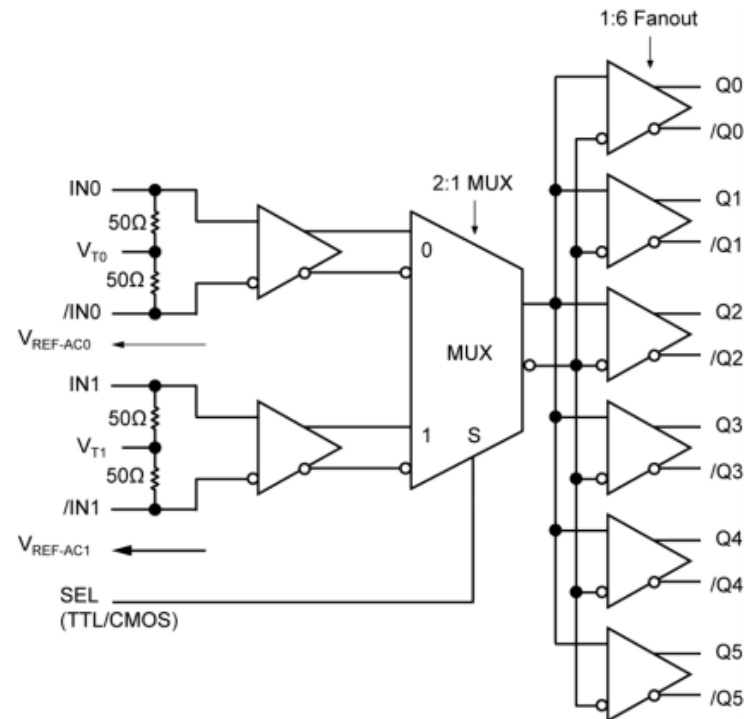 1:6 Fanout
Q0
/Q0
IN0
2:1 MUX
50Ω
Q1
VT0
0
/Q1
50Ω
/IN0
Q2
VREF-AC0
MUX
/Q2
IN1
50Ω
Q3
1 S
VT1
/Q3
50Ω
/IN1
Q4
VREF-AC1
/Q4
SEL
(TTL/CMOS)
Q5
/Q5